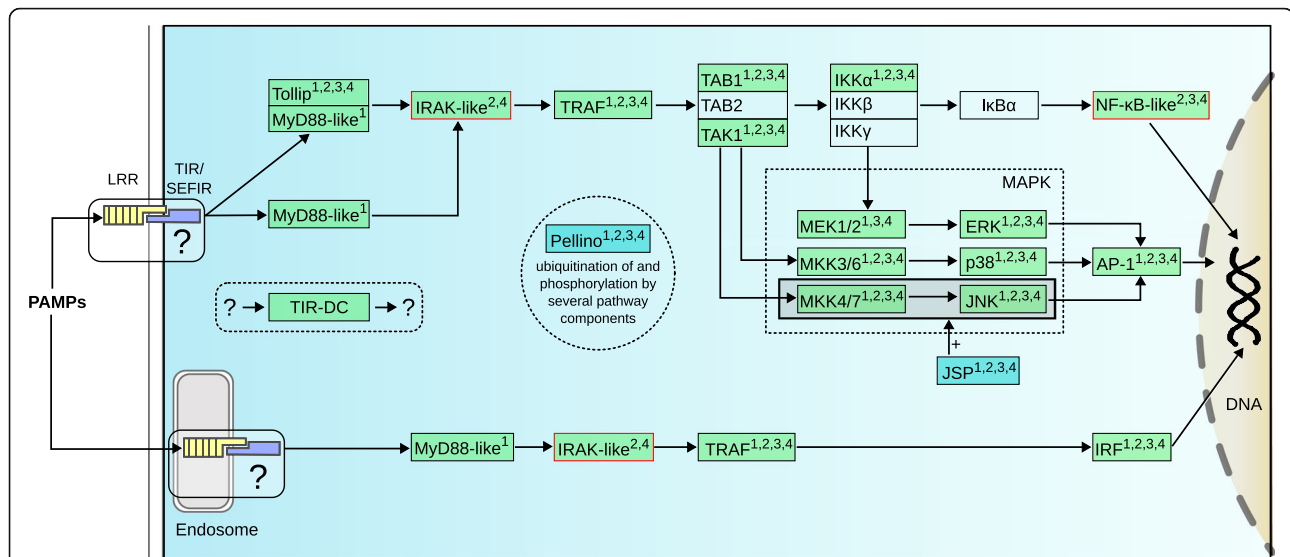 Tollip1,2,3,4
MyD88-like1
IRAK-like2,4
TRAF1,2,3,4
TAB11,2,3,4
TAB2
TAK11,2,3,4
IKKα1,2,3,4
IKKβ
IKKγ
IκBα
NF-κB-like2,3,4
LRR
TIR/
SEFIR
?
MyD88-like1
MAPK
MEK1/21,3,4
ERK1,2,3,4
MKK3/61,2,3,4
p381,2,3,4
AP-11,2,3,4
MKK4/71,2,3,4
JNK1,2,3,4
+
JSP1,2,3,4
Pellino1,2,3,4
ubiquitination of and
phosphorylation by
several pathway
components
PAMPs
? TIR-DC ?
DNA
?
Endosome
MyD88-like1
IRAK-like2,4
TRAF1,2,3,4
IRF1,2,3,4